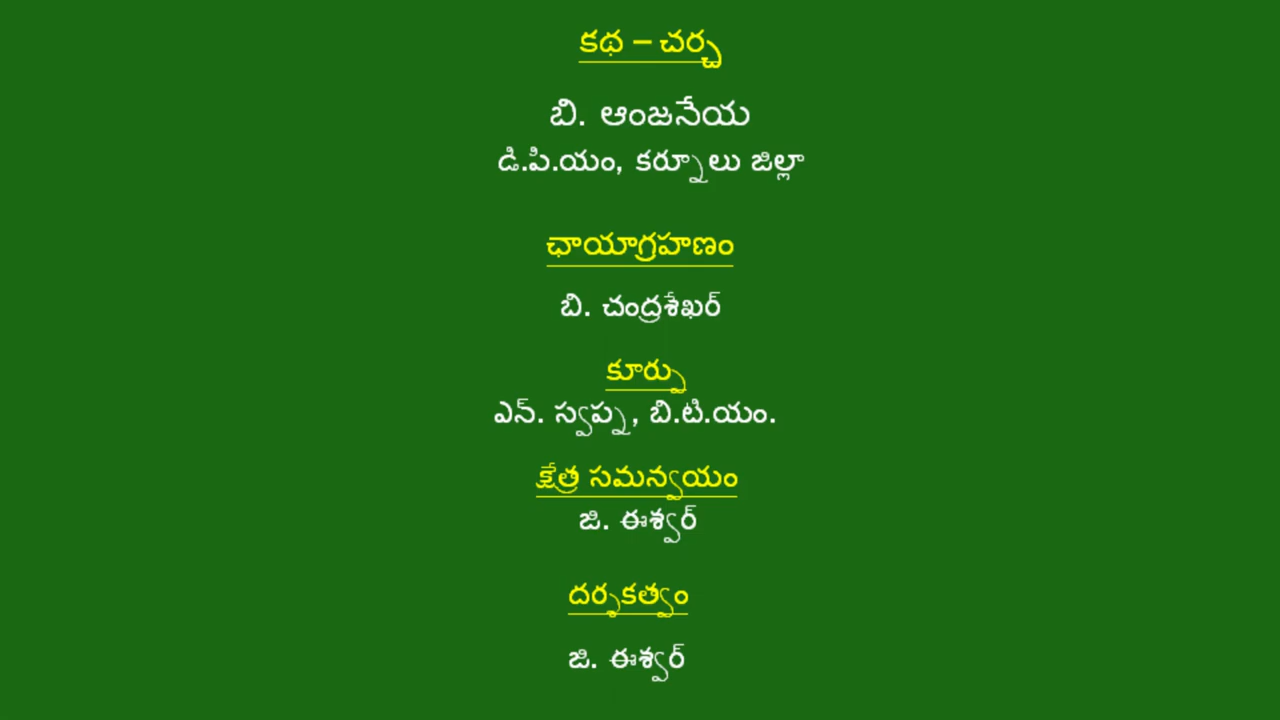 కథ – చర్చ
బి. ఆంజనేయ
డి.పి.యం, కర్నూలు జిల్లా
ఛాయాగ్రహణం
బి. చంద్రశేఖర్
కూర్పు
ఎన్. స్వప్న, బి.టి.యం.
క్షేత్ర సమన్వయం
జి. ఈశ్వర్
దర్శకత్వం
జి. ఈశ్వర్